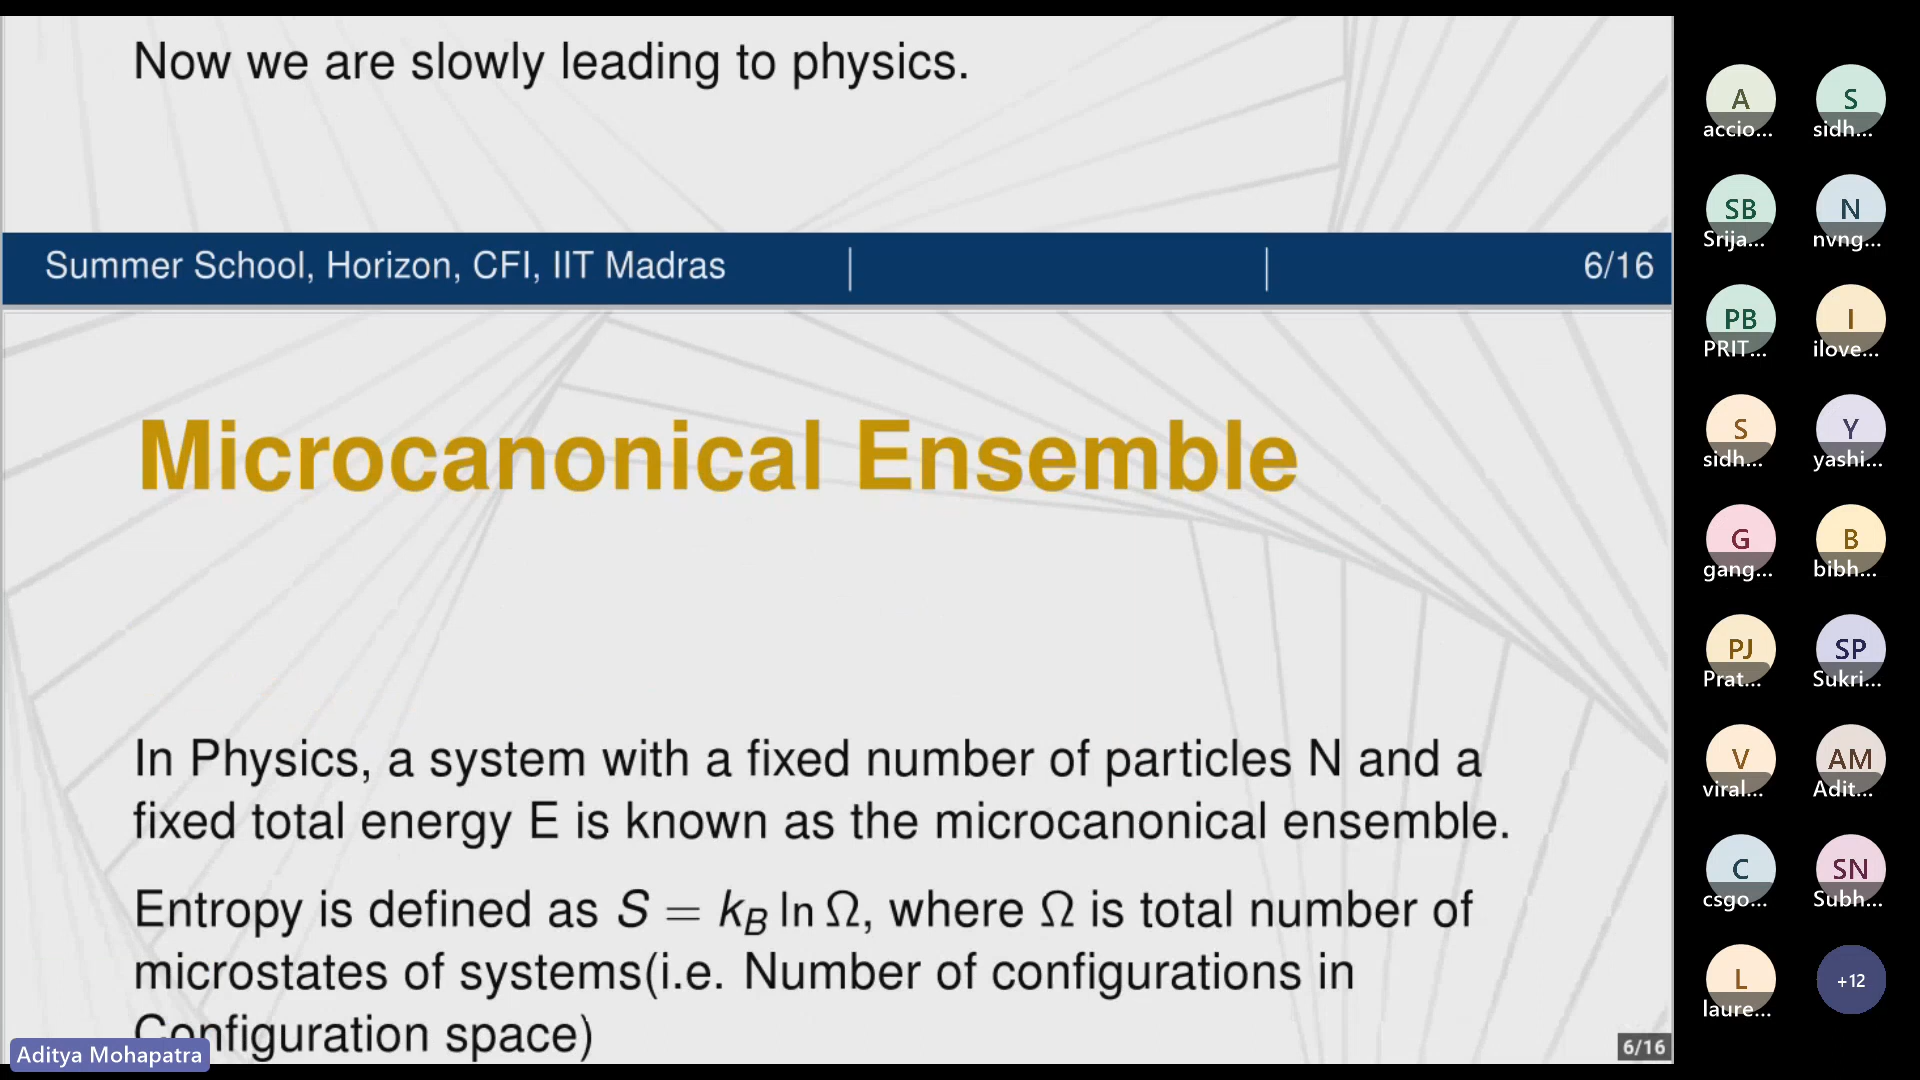 Now we are slowly leading to physics.
Summer School, Horizon, CFI, IIT Madras
6/16
Microcanonical Ensemble
In Physics, a system with a fixed number of particles N and a
fixed total energy E is known as the microcanonical ensemble.
Entropy is defined as S = k_B ln Ω, where Ω is total number of
microstates of systems(i.e. Number of configurations in
Configuration space)
Aditya Mohapatra
6/16
A
accio...
S
sidh...
SB
Srija...
N
nvng...
PB
PRIT...
I
ilove...
S
sidh...
Y
yashi...
G
gang...
B
bibh...
PJ
Prat...
SP
Sukri...
V
viral...
AM
Adit...
C
csgo...
SN
Subh...
L
laure...
+12